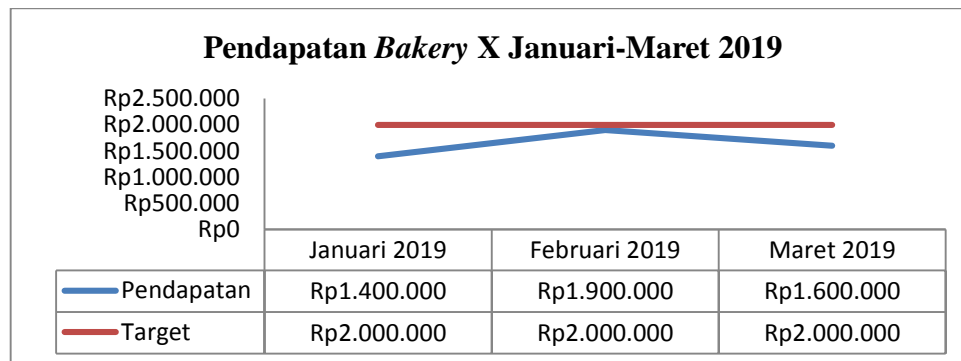 Pendapatan Bakery X Januari-Maret 2019
Rp2.500.000
Rp2.000.000
Rp1.500.000
Rp1.000.000
Rp500.000
Rp0
Januari 2019 Februari 2019 Maret 2019
Pendapatan Rp1.400.000 Rp1.900.000 Rp1.600.000
Target Rp2.000.000 Rp2.000.000 Rp2.000.000